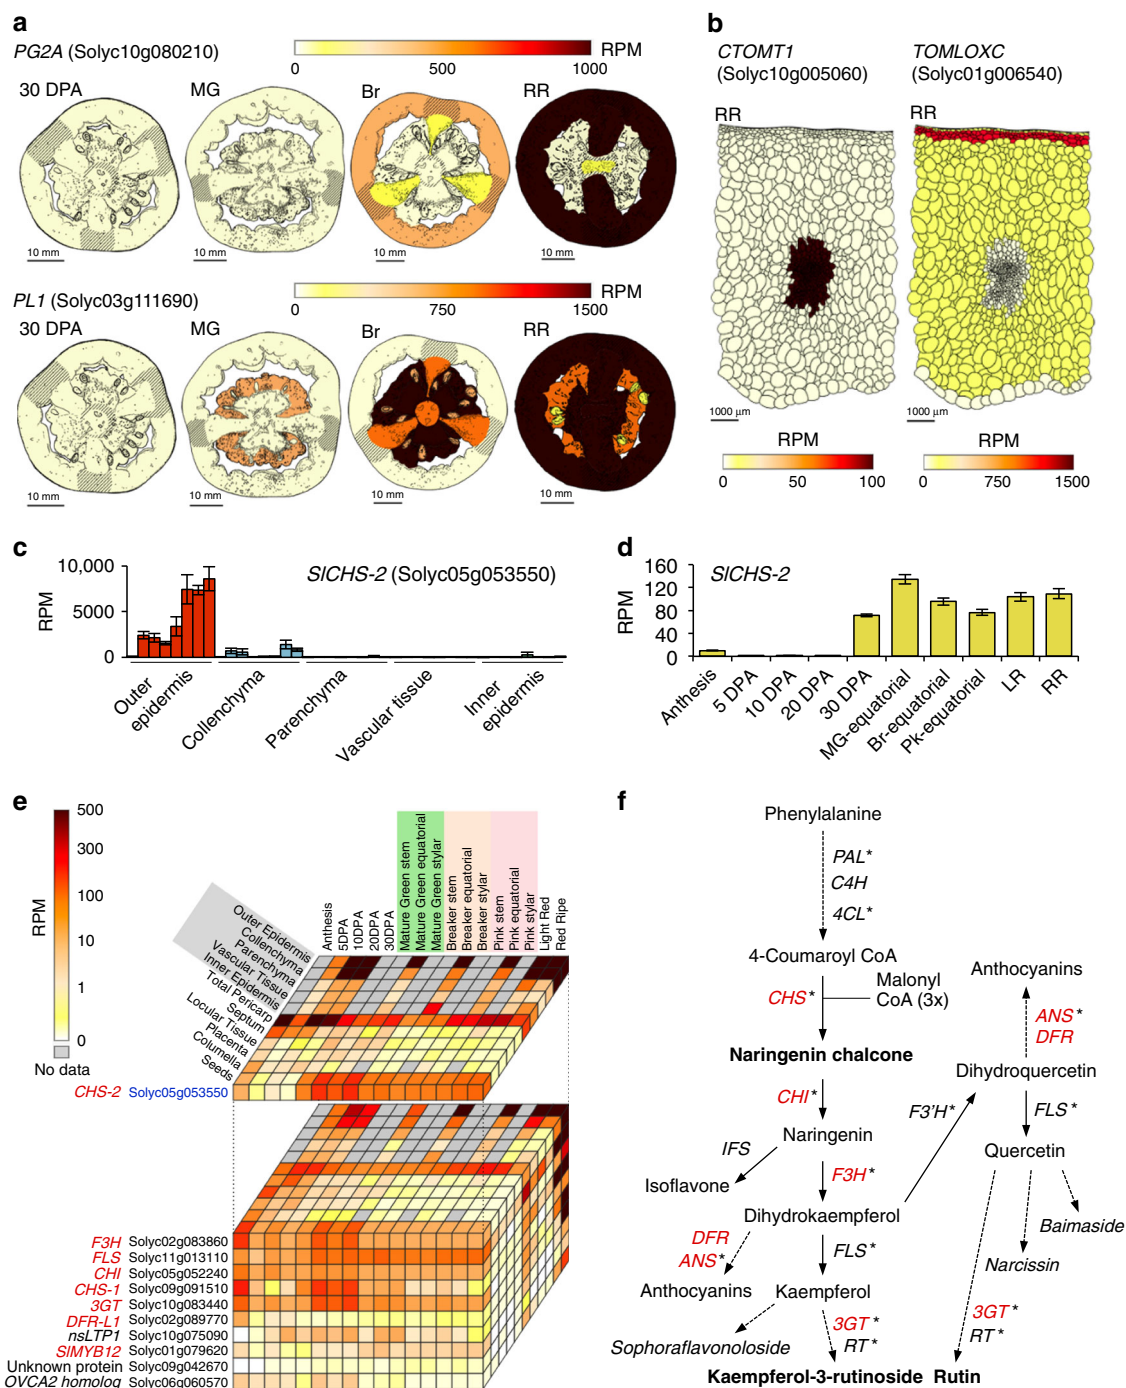 a
PG2A (Solyc10g080210)
RPM
0 500 1000
30 DPA MG Br RR
10 mm 10 mm 10 mm 10 mm
PL1 (Solyc03g111690)
RPM
0 750 1500
30 DPA MG Br RR
10 mm 10 mm 10 mm 10 mm
b
CTOMT1
(Solyc10g005060)
TOMLOXC
(Solyc01g006540)
RR RR
1000 µm 1000 µm
RPM RPM
0 50 100
0 750 1500
c
SlCHS-2 (Solyc05g053550)
RPM
10,000
5000
0
Outer epidermis
Collenchyma
Parenchyma
Vascular tissue
Inner epidermis
d
SlCHS-2
RPM
160
120
80
40
0
Anthesis
5 DPA
10 DPA
20 DPA
30 DPA
MG-equatorial
Br-equatorial
Pk-equatorial
LR
RR
e
RPM
500
300
100
10
1
0
No data
Outer Epidermis
Collenchyma
Parenchyma
Vascular Tissue
Inner Epidermis
Total Pericarp
Septum
Locular Tissue
Placenta
Columella
Seeds
Anthesis
5DPA
10DPA
20DPA
30DPA
Mature Green stem
Mature Green equatorial
Mature Green stylar
Breaker stem
Breaker equatorial
Breaker stylar
Pink stem
Pink equatorial
Pink stylar
Light Red
Red Ripe
CHS-2 Solyc05g053550
F3H Solyc02g083860
FLS Solyc11g013110
CHI Solyc05g052240
CHS-1 Solyc09g091510
3GT Solyc10g083440
DFR-L1 Solyc02g089770
nsLTP1 Solyc10g075090
SlMYB12 Solyc01g079620
Unknown protein Solyc09g042670
OVCA2 homolog Solyc06g060570
f
Phenylalanine
PAL*
C4H
4CL*
4-Coumaroyl CoA
CHS*
Malonyl
CoA (3x)
Naringenin chalcone
CHI*
Naringenin
IFS
Isoflavone
F3H*
Dihydrokaempferol
DFR
ANS*
Anthocyanins
FLS*
Kaempferol
Sophoraflavonoloside
3GT*
RT*
Kaempferol-3-rutinoside
F3'H*
Anthocyanins
ANS*
DFR
Dihydroquercetin
FLS*
Quercetin
Baimaside
Narcissin
3GT*
RT*
Rutin